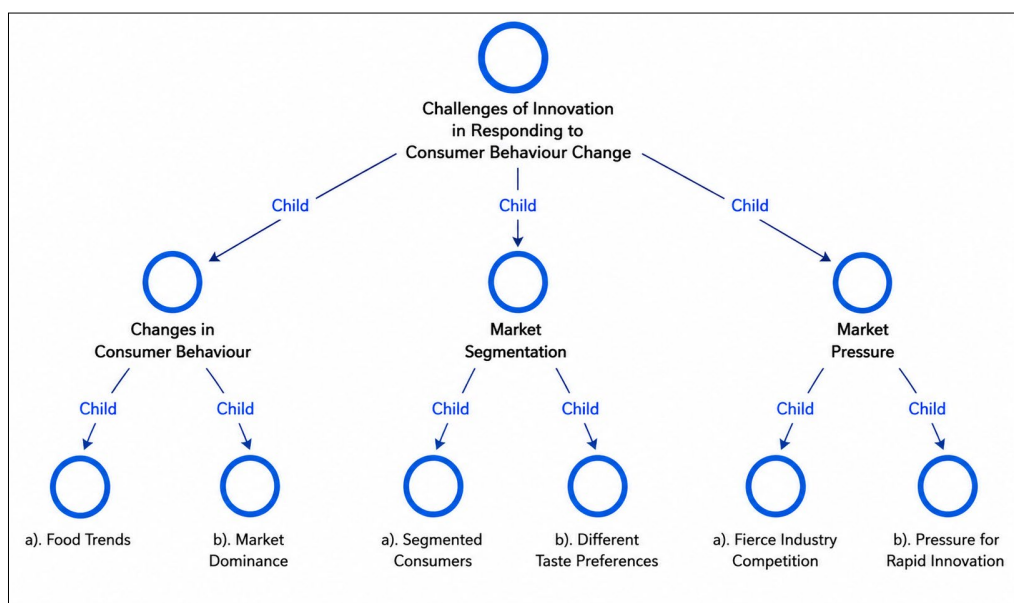 Challenges of Innovation
in Responding to
Consumer Behaviour Change
Child
Child
Child
Changes in
Consumer Behaviour
Market
Segmentation
Market
Pressure
Child
Child
Child
Child
Child
Child
a). Food Trends
b). Market
Dominance
a). Segmented
Consumers
b). Different
Taste Preferences
a). Fierce Industry
Competition
b). Pressure for
Rapid Innovation